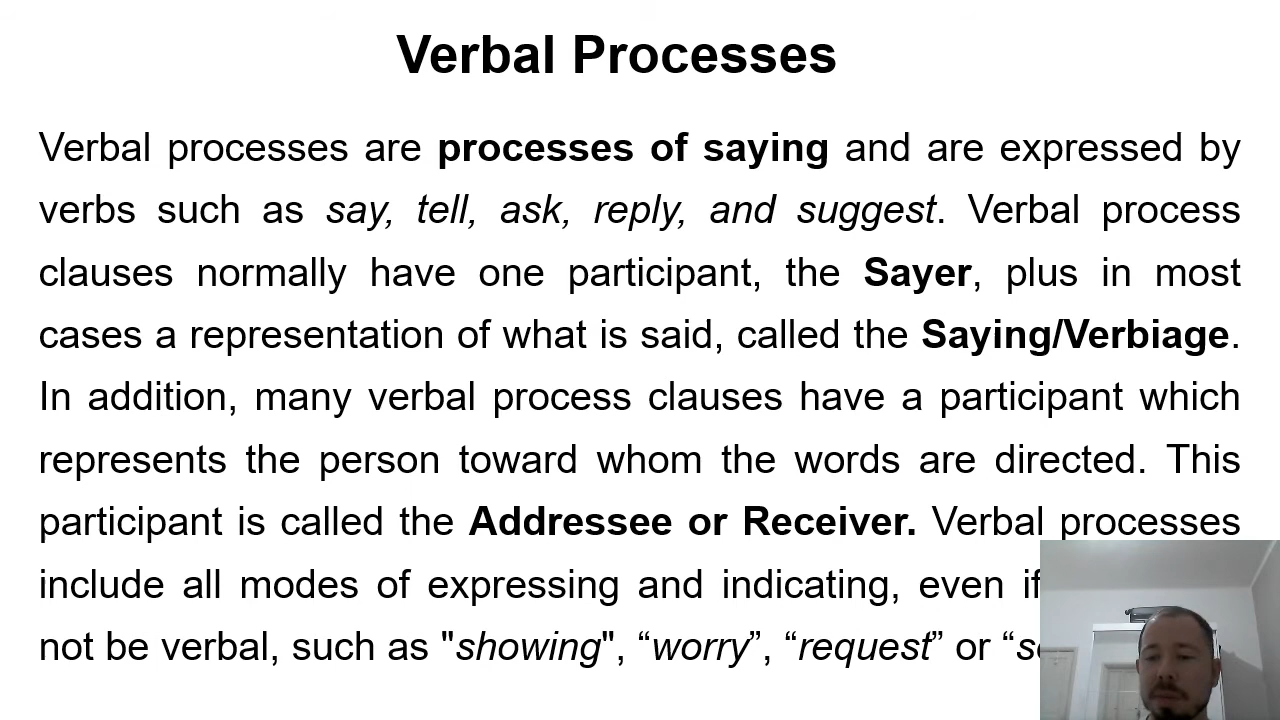 Verbal Processes
Verbal processes are processes of saying and are expressed by
verbs such as say, tell, ask, reply, and suggest. Verbal process
clauses normally have one participant, the Sayer, plus in most
cases a representation of what is said, called the Saying/Verbiage.
In addition, many verbal process clauses have a participant which
represents the person toward whom the words are directed. This
participant is called the Addressee or Receiver. Verbal processes
include all modes of expressing and indicating, even if
not be verbal, such as "showing", “worry”, “request” or “